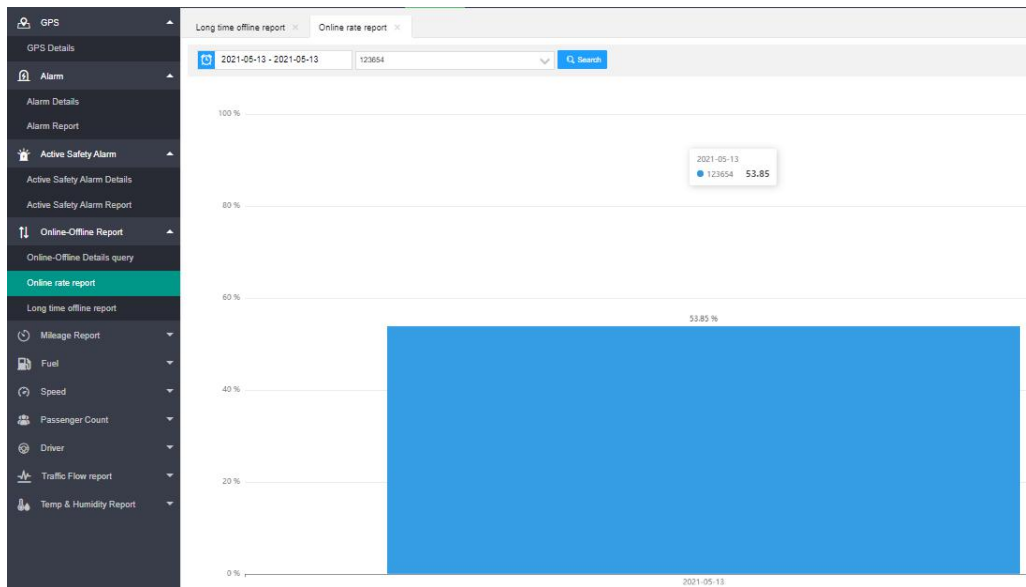 GPS
GPS Details
Alarm
Alarm Details
Alarm Report
Active Safety Alarm
Active Safety Alarm Details
Active Safety Alarm Report
Online-Offline Report
Online-Offline Details query
Online rate report
Long time offline report
Mileage Report
Fuel
Speed
Passenger Count
Driver
Traffic Flow report
Temp & Humidity Report
Long time offline report × Online rate report ×
2021-05-13 - 2021-05-13 123654 Search
100 %
2021-05-13
123654 53.85
80 %
60 %
53.85 %
40 %
20 %
0 %
2021-05-13